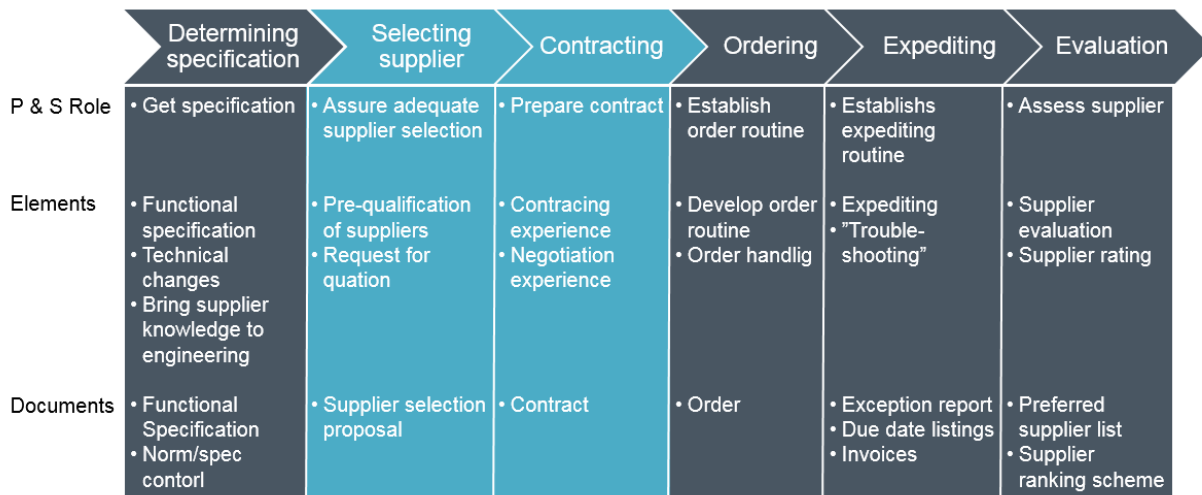 Determining
specification
Selecting
supplier
Contracting
Ordering
Expediting
Evaluation
P & S Role
• Get specification
• Assure adequate
supplier selection
• Prepare contract
• Establish
order routine
• Establishs
expediting
routine
• Assess supplier
Elements
• Functional
specification
• Technical
changes
• Bring supplier
knowledge to
engineering
• Pre-qualification
of suppliers
• Request for
quation
• Contracing
experience
• Negotiation
experience
• Develop order
routine
• Order handlig
• Expediting
• ”Trouble-
shooting”
• Supplier
evaluation
• Supplier rating
Documents
• Functional
Specification
• Norm/spec
contorl
• Supplier selection
proposal
• Contract
• Order
• Exception report
• Due date listings
• Invoices
• Preferred
supplier list
• Supplier
ranking scheme